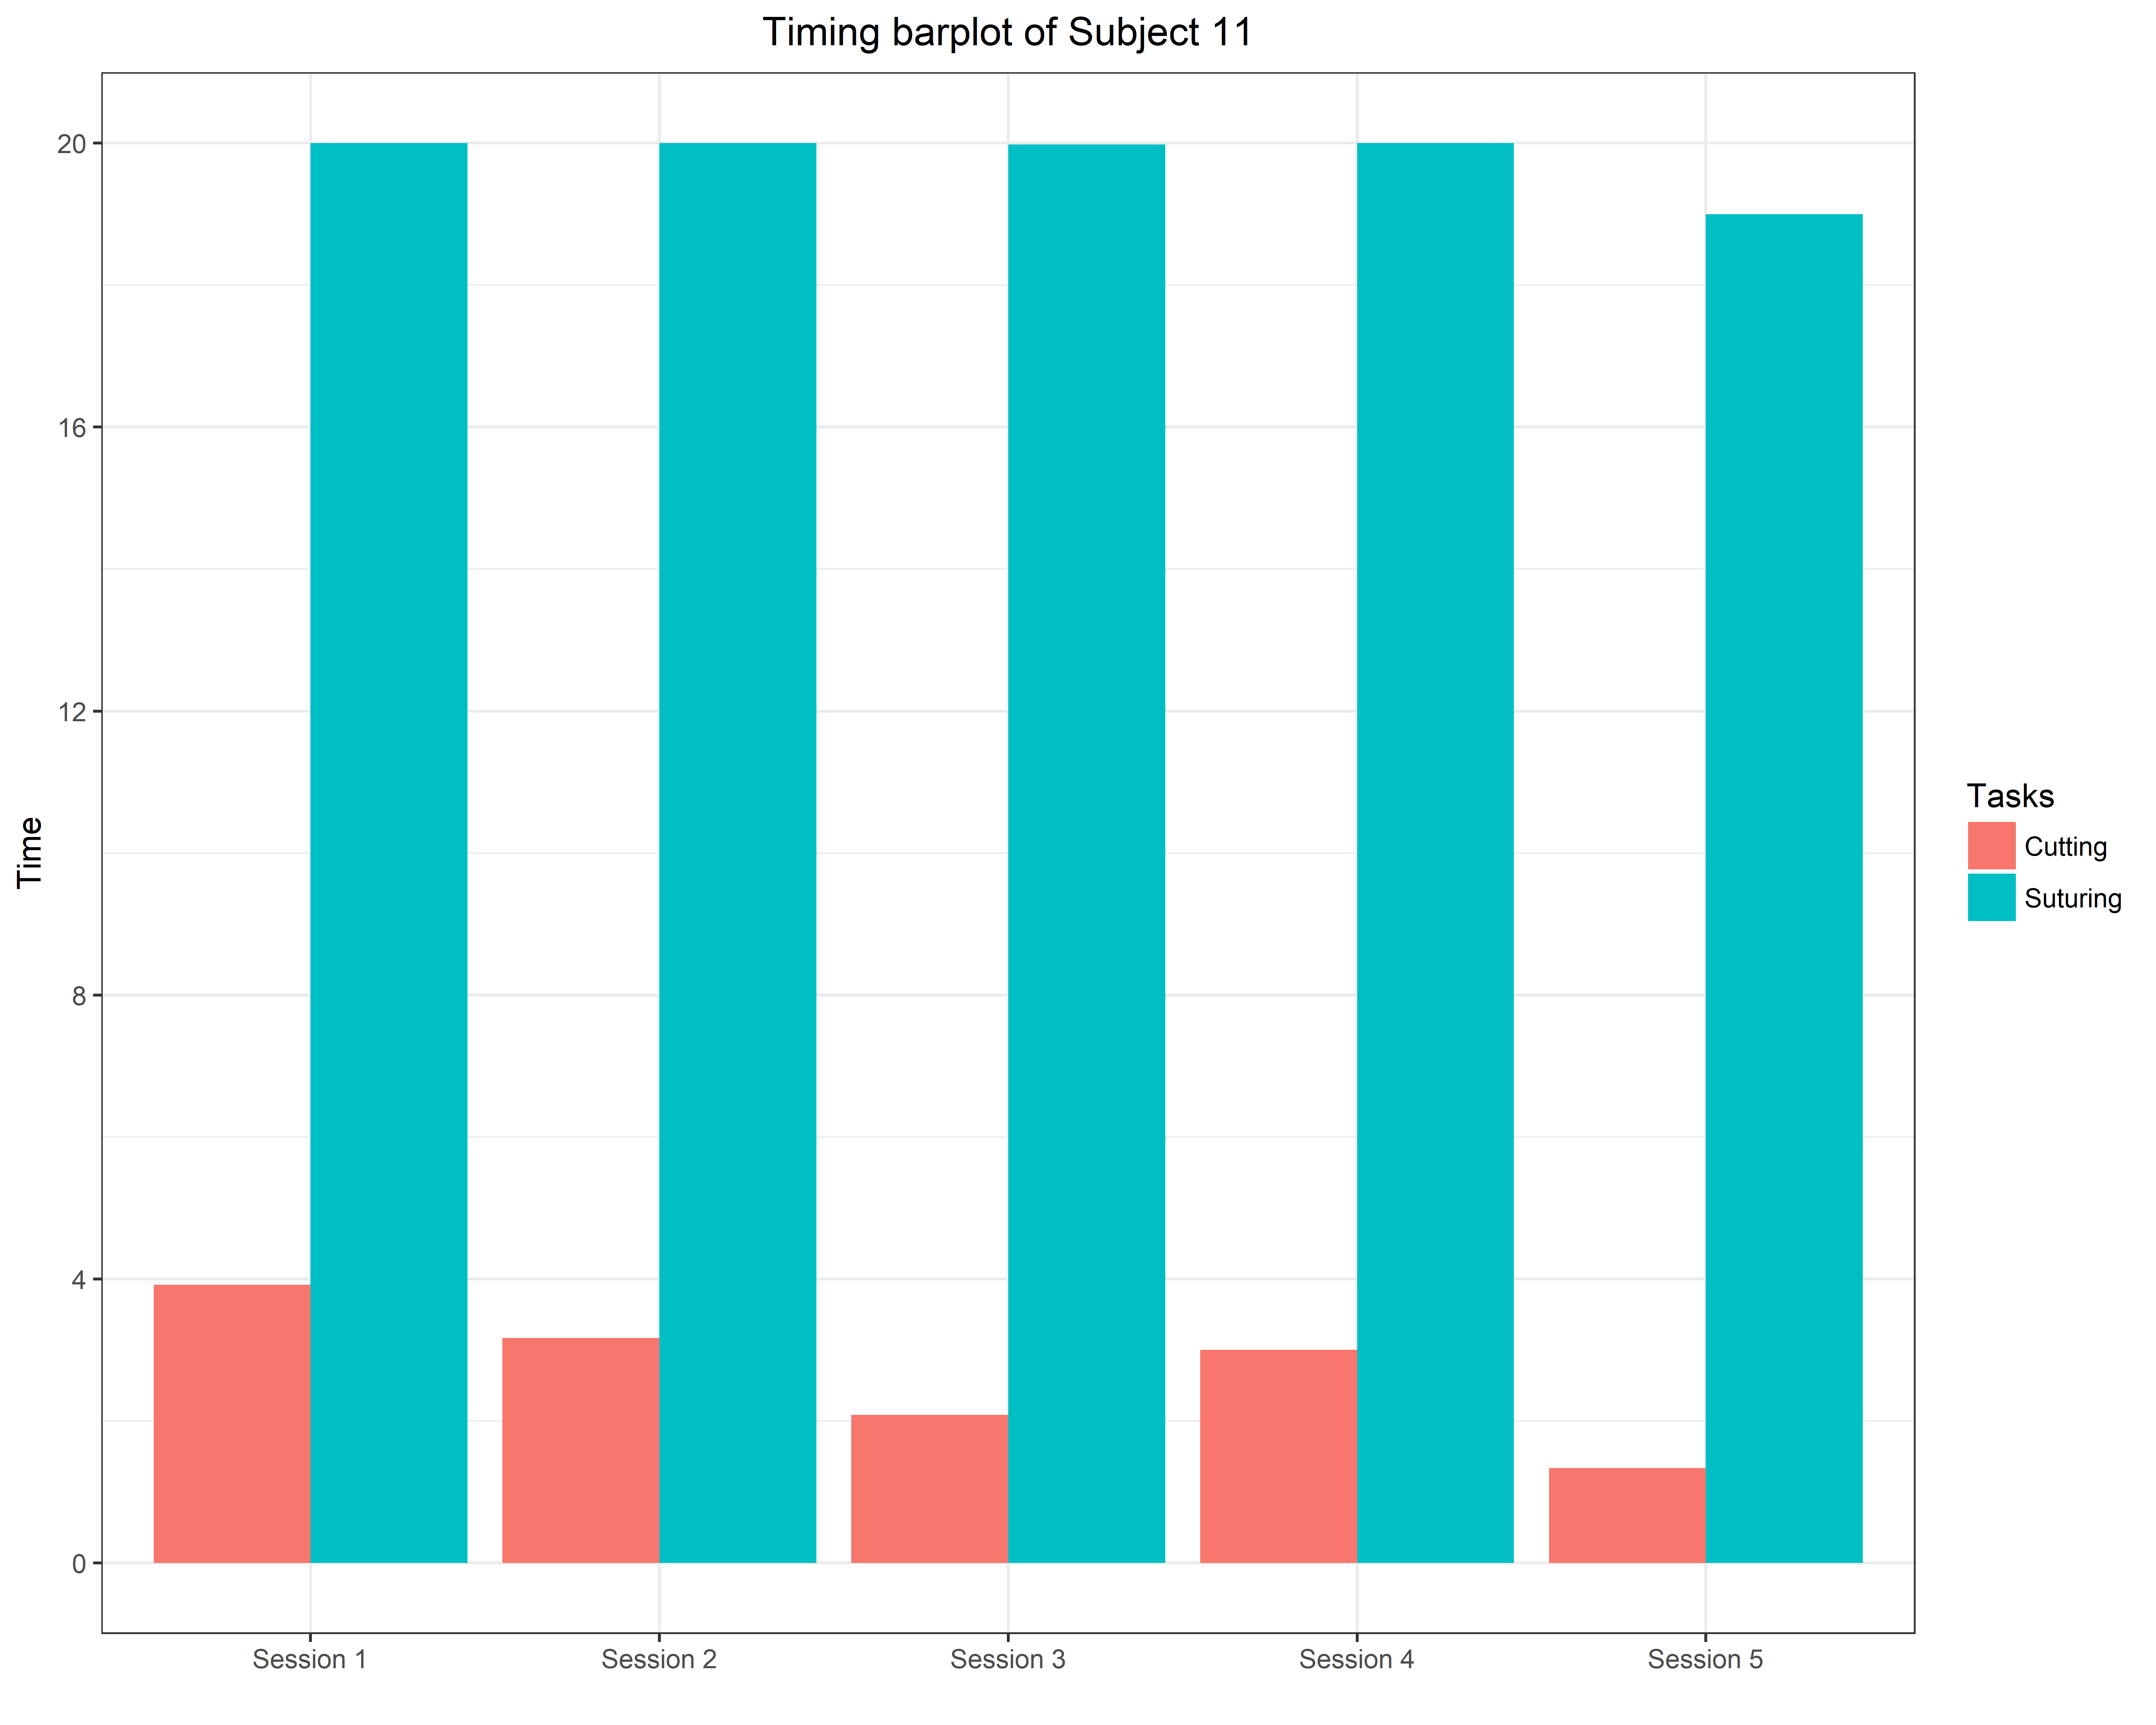 Timing barplot of Subject 11
20
16
12
8
4
0
Time
Session 1
Session 2
Session 3
Session 4
Session 5
Tasks
Cutting
Suturing